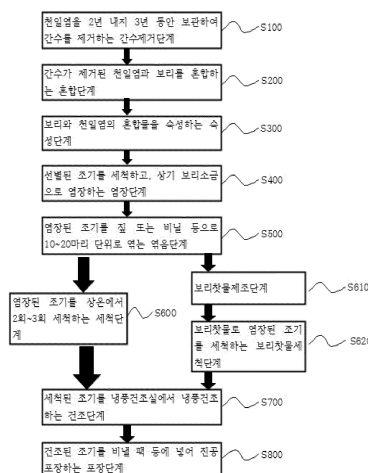 천일염을 2년 내지 3년 동안 보관하여
간수를 제거하는 간수제거단계
S100
간수가 제거된 천일염과 보리를 혼합하
는 혼합단계
S200
보리와 천일염의 혼합물을 숙성하는 숙
성단계
S300
선별된 조기를 세척하고, 상기 보리소금
으로 염장하는 염장단계
S400
염장된 조기를 짚 또는 비닐 등으로
10~20마리 단위로 엮는 엮음단계
S500
염장된 조기를 상온에서
2회~3회 세척하는 세척단
계
S600
보리찻물제조단계
S610
보리찻물로 염장된 조기
를 세척하는 보리찻물세
척단계
S620
세척된 조기를 냉풍건조실에서 냉풍건조
하는 건조단계
S700
건조된 조기를 비닐 팩 등에 넣어 진공
포장하는 포장단계
S800